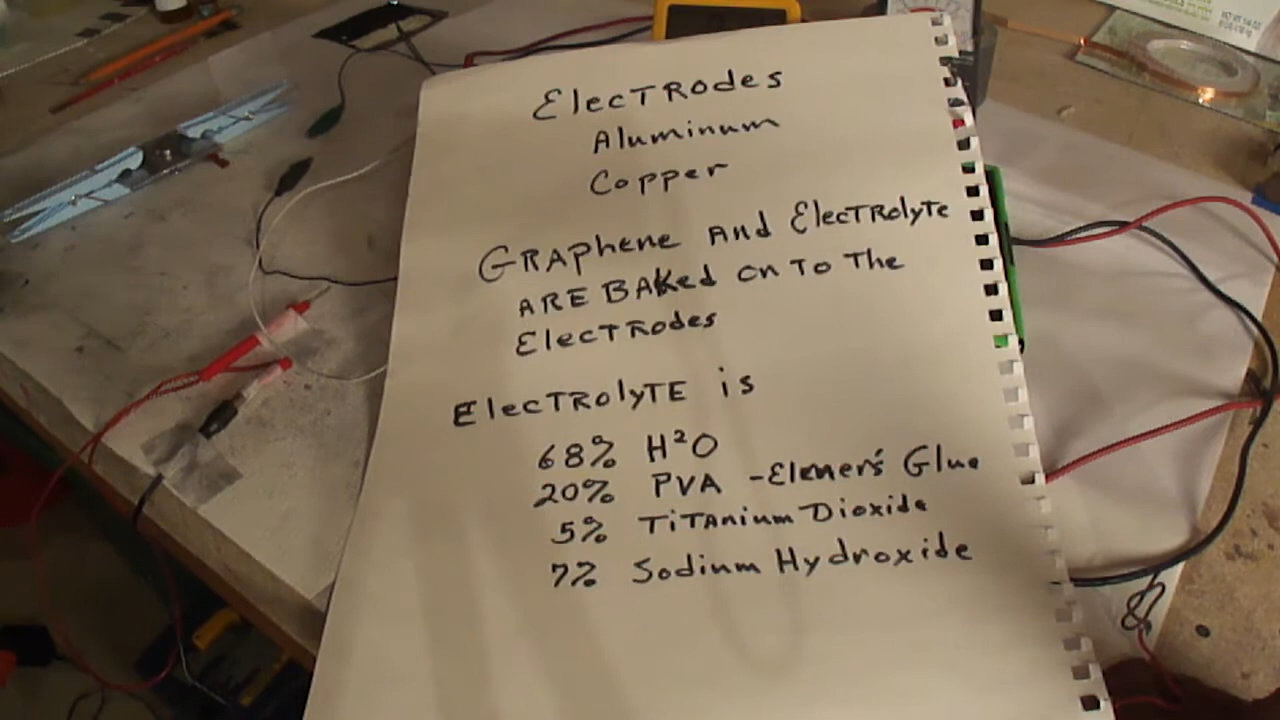 ElecTRodes
Aluminum
Copper
GRAphene And ElecTRolyTe
ARE BAKed on To The
ElecTRodes
ElecTRolyTE is
68% H²O
20% PVA - Elmer's Glue
5% TiTAnium Dioxide
7% Sodium Hydroxide